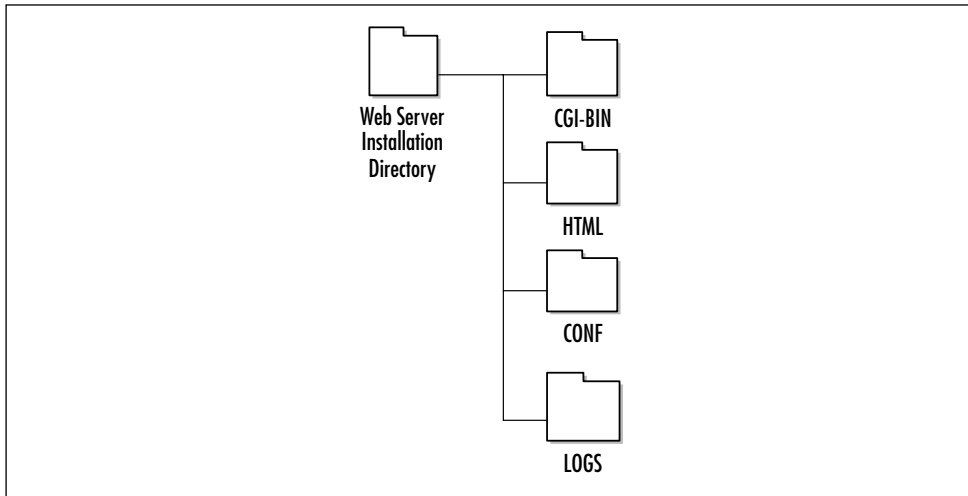 Web Server
Installation
Directory
CGI-BIN
HTML
CONF
LOGS